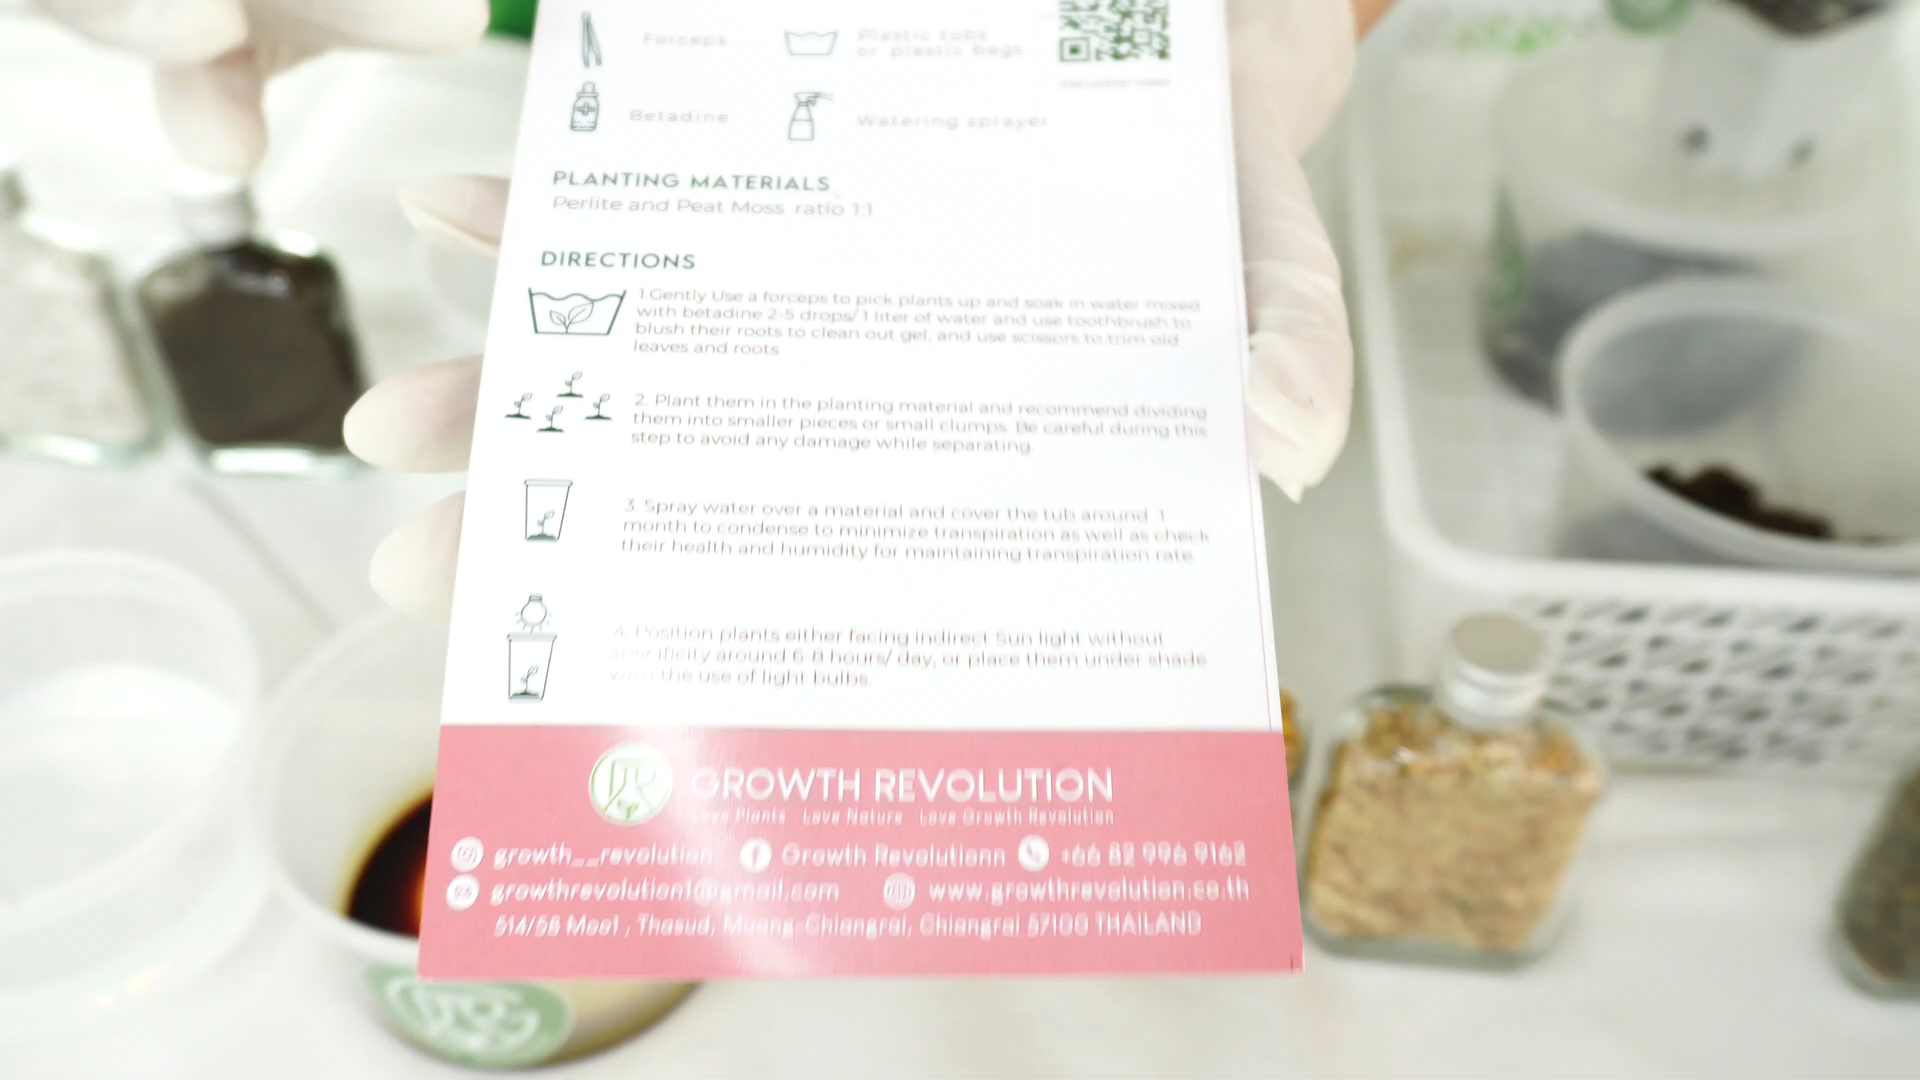 Forceps
Plastic tubs
or plastic bags
Betadine
Watering sprayer
PLANTING MATERIALS
Perlite and Peat Moss ratio 1:1
DIRECTIONS
1.Gently Use a forceps to pick plants up and soak in water mixed
with betadine 2-5 drops/ 1 liter of water and use toothbrush to
blush their roots to clean out gel, and use scissors to trim old
leaves and roots
2. Plant them in the planting material and recommend dividing
them into smaller pieces or small clumps. Be careful during this
step to avoid any damage while separating.
3. Spray water over a material and cover the tub around 1
month to condense to minimize transpiration as well as check
their health and humidity for maintaining transpiration rate.
4. Position plants either facing indirect Sun light without
specificity around 6-8 hours/ day, or place them under shade
with the use of light bulbs.
GROWTH REVOLUTION
Love Plants Love Nature Love Growth Revolution
growth__revolution
Growth Revolutionn
+66 82 996 9162
growthrevolution1@gmail.com
www.growthrevolution.co.th
514/58 Moo1 , Thasud, Muang-Chiangrai, Chiangrai 57100 THAILAND